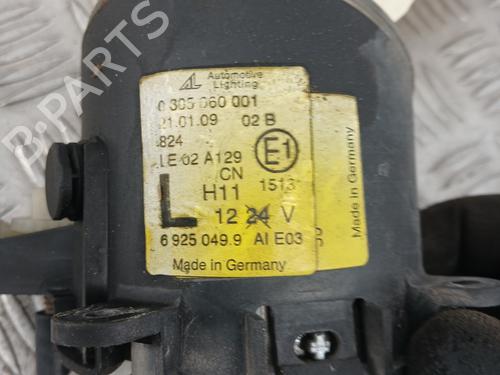 Automotive
Lighting
0 305 060 001
21.01.09 02 B
824
LE 02 A129
E1
CN
L
H11 1513
12 24 V
6 925 049.9 AI E03
Made in Germany
Made in Germany